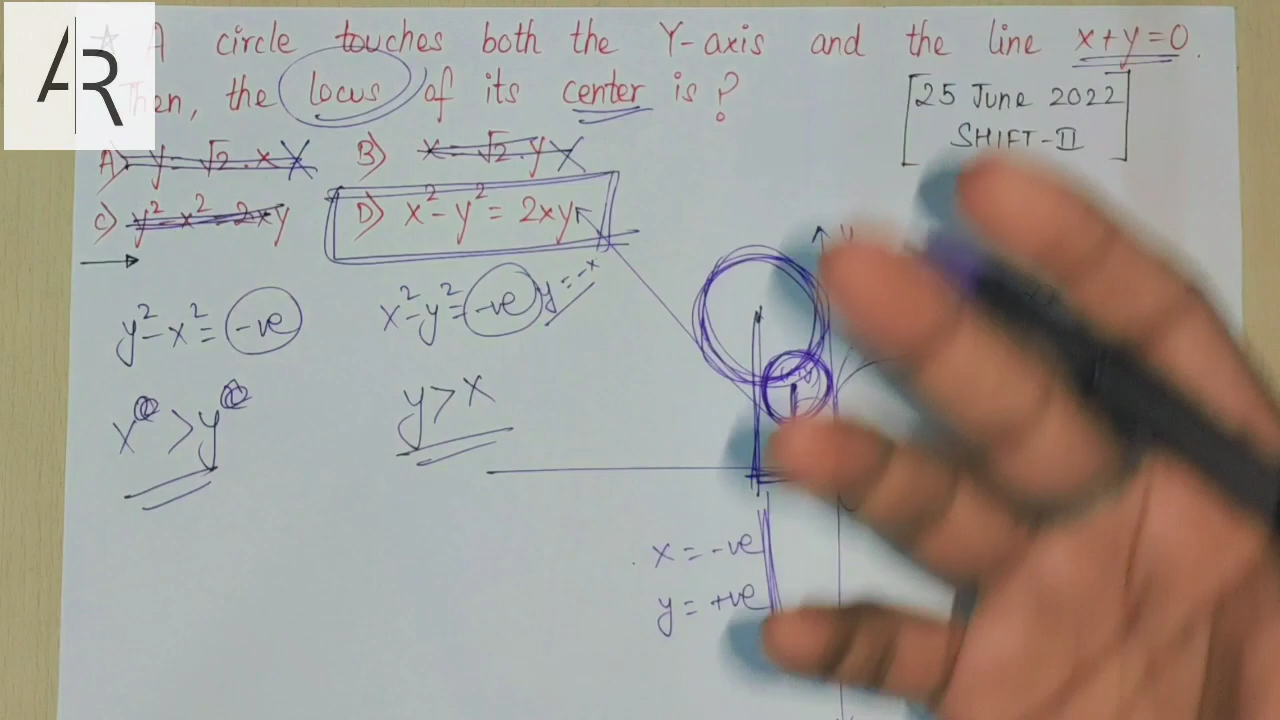 AR
A circle touches both the Y-axis and the line x+y=0.
Then, the locus of its center is?
[25 June 2022
SHIFT-II]
A) y = √2.x X B) x = √2.y X
C) y² - x² = 2xy D) x² - y² = 2xy
y² - x² = -ve x² - y² = -ve y = -x
x > y y > x
x = -ve
y = +ve